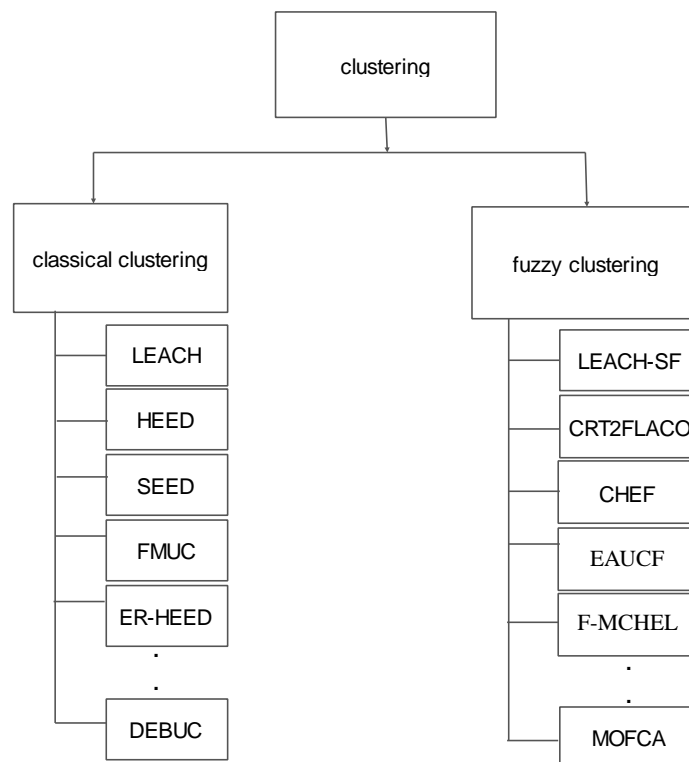 clustering
classical clustering
LEACH
HEED
SEED
FMUC
ER-HEED
.
.
DEBUC
fuzzy clustering
LEACH-SF
CRT2FLACO
CHEF
EAUCF
F-MCHEL
.
.
MOFCA